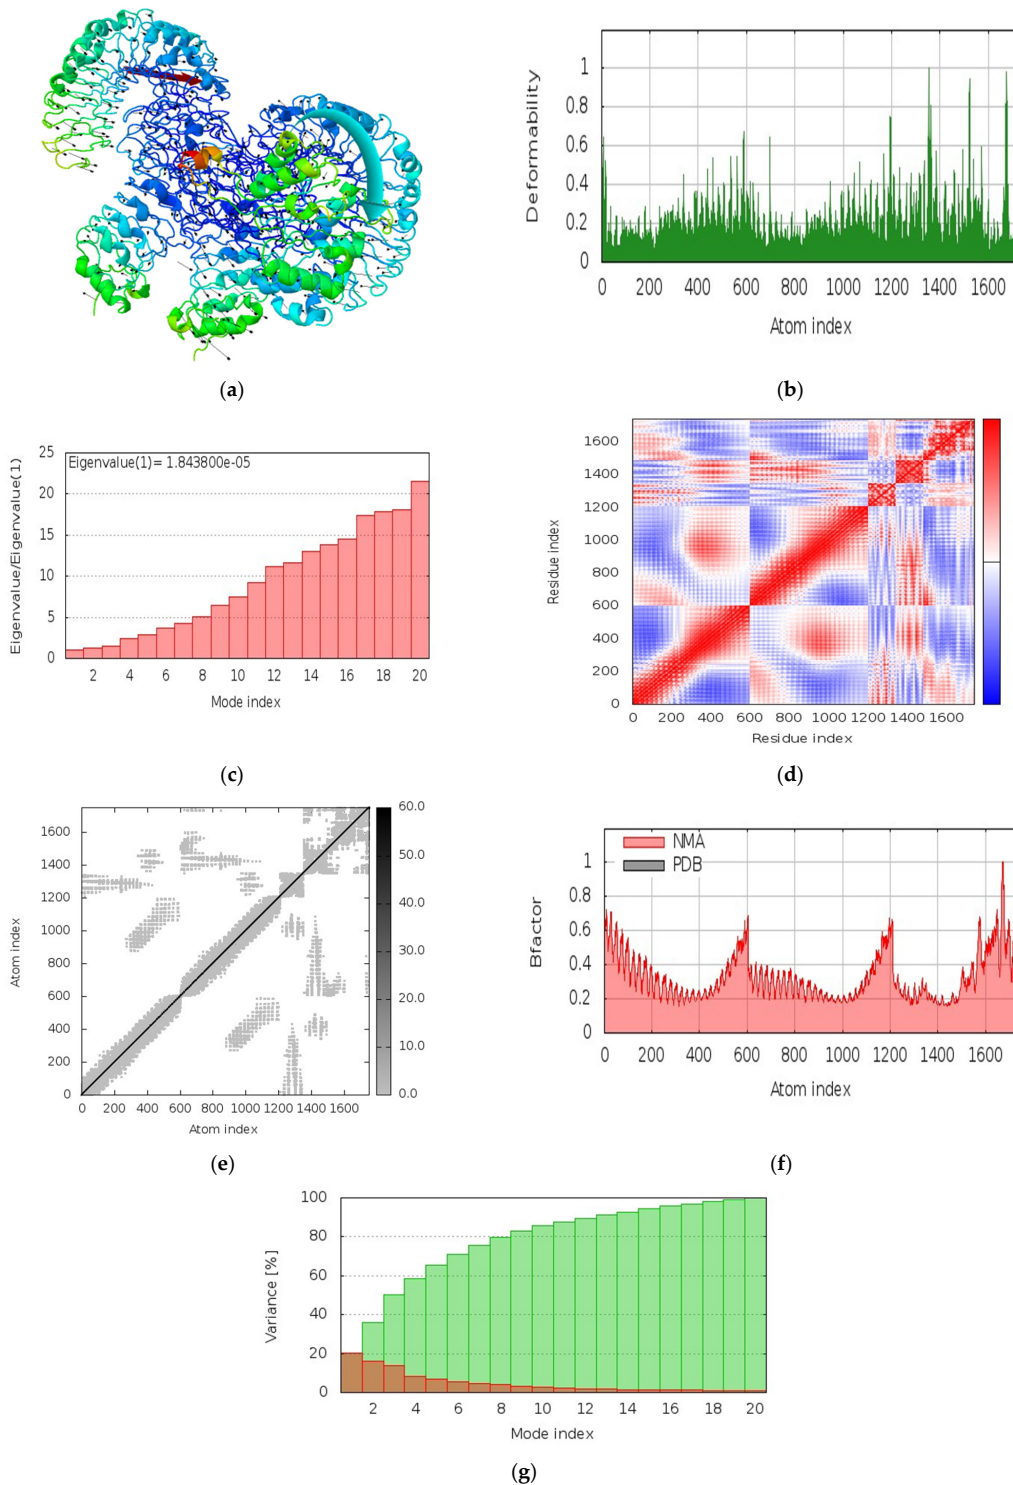 (a)
Deformability
1
0.8
0.6
0.4
0.2
0
0 200 400 600 800 1000 1200 1400 1600
Atom index
(b)
Eigenvalue/Eigenvalue(1)
25
20
15
10
5
0
Eigenvalue(1)= 1.843800e-05
2 4 6 8 10 12 14 16 18 20
Mode index
(c)
Residue index
1600
1400
1200
1000
800
600
400
200
0
0 200 400 600 800 1000 1200 1400 1600
Residue index
(d)
Atom index
1600
1400
1200
1000
800
600
400
200
0
0 200 400 600 800 1000 1200 1400 1600
Atom index
60.0
50.0
40.0
30.0
20.0
10.0
0.0
(e)
Bfactor
1
0.8
0.6
0.4
0.2
0
NMA
PDB
0 200 400 600 800 1000 1200 1400 1600
Atom index
(f)
Variance [%]
100
80
60
40
20
0
2 4 6 8 10 12 14 16 18 20
Mode index
(g)